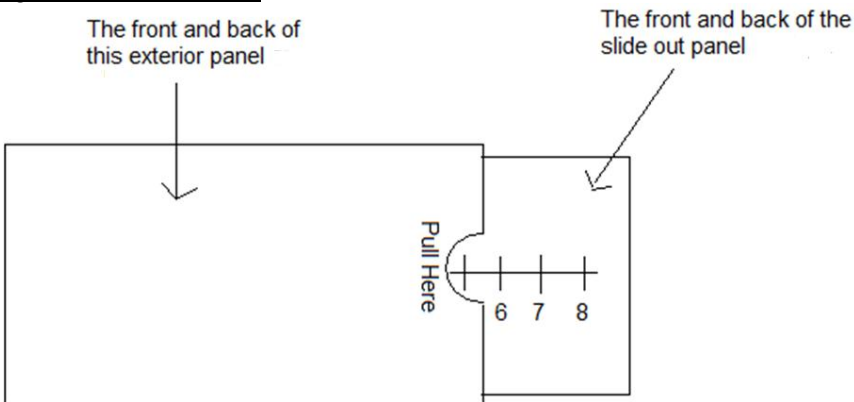 The front and back of
this exterior panel
The front and back of the
slide out panel
Pull Here
6 7 8